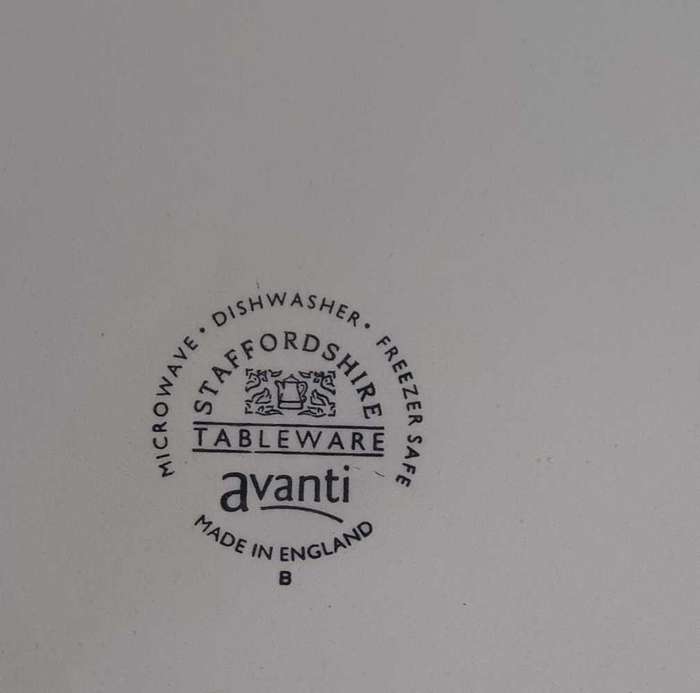 MICROWAVE • DISHWASHER • FREEZER SAFE
STAFFORDSHIRE
TABLEWARE
avanti
MADE IN ENGLAND
B